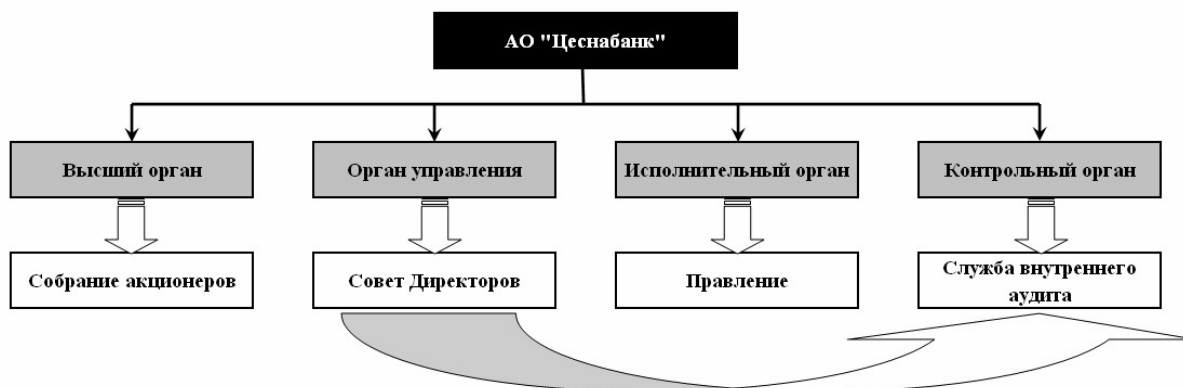 АО "Цеснабанк"
Высший орган
Орган управления
Исполнительный орган
Контрольный орган
Собрание акционеров
Совет Директоров
Правление
Служба внутреннего
аудита